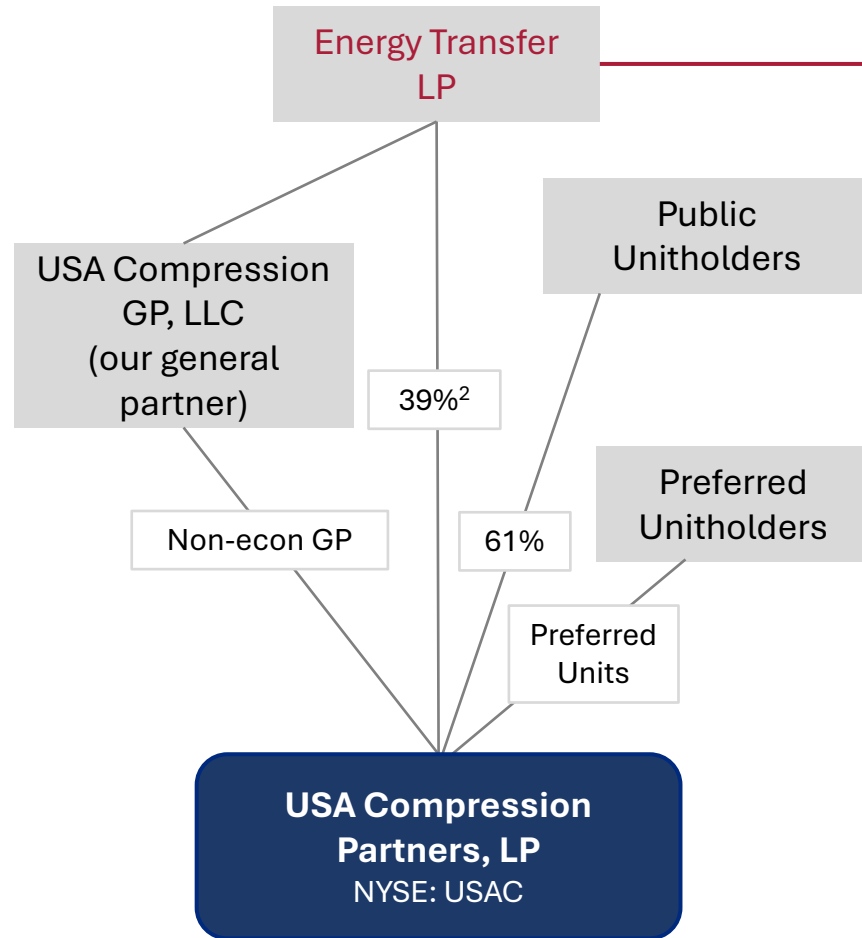 Energy Transfer
LP
Public
Unitholders
USA Compression
GP, LLC
(our general
partner)
39%²
Preferred
Unitholders
Non-econ GP
61%
Preferred
Units
USA Compression
Partners, LP
NYSE: USAC